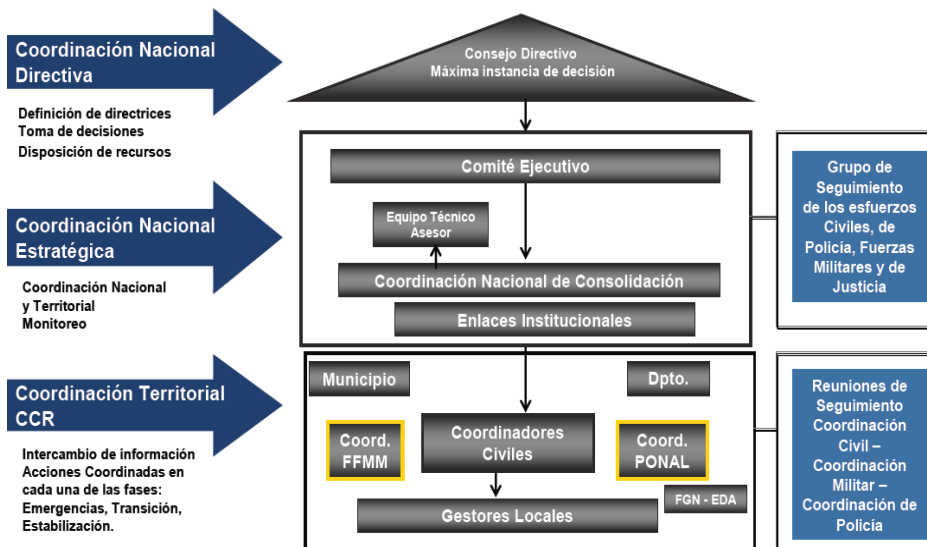 Coordinación Nacional
Directiva
Definición de directrices
Toma de decisiones
Disposición de recursos
Consejo Directivo
Máxima instancia de decisión
Coordinación Nacional
Estratégica
Coordinación Nacional
y Territorial
Monitoreo
Comité Ejecutivo
Equipo Técnico
Asesor
Coordinación Nacional de Consolidación
Enlaces Institucionales
Grupo de
Seguimiento
de los esfuerzos
Civiles, de
Policía, Fuerzas
Militares y de
Justicia
Coordinación Territorial
CCR
Intercambio de información
Acciones Coordinadas en
cada una de las fases:
Emergencias, Transición,
Estabilización.
Municipio
Dpto.
Coord.
FFMM
Coordinadores
Civiles
Coord.
PONAL
FGN - EDA
Gestores Locales
Reuniones de
Seguimiento
Coordinación
Civil –
Coordinación
Militar –
Coordinación de
Policía